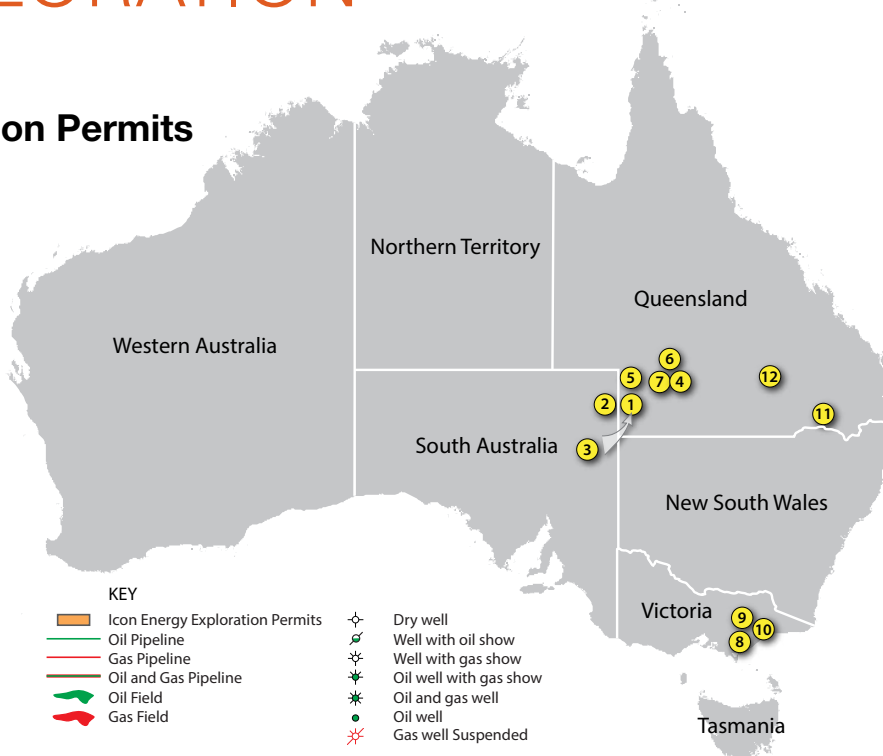 on Permits
Northern Territory
Queensland
Western Australia
6
5
7
4
12
2
1
11
South Australia
3
New South Wales
KEY
Icon Energy Exploration Permits
Oil Pipeline
Gas Pipeline
Oil and Gas Pipeline
Oil Field
Gas Field
Dry well
Well with oil show
Well with gas show
Oil well with gas show
Oil and gas well
Oil well
Gas well Suspended
Victoria
9
10
8
Tasmania